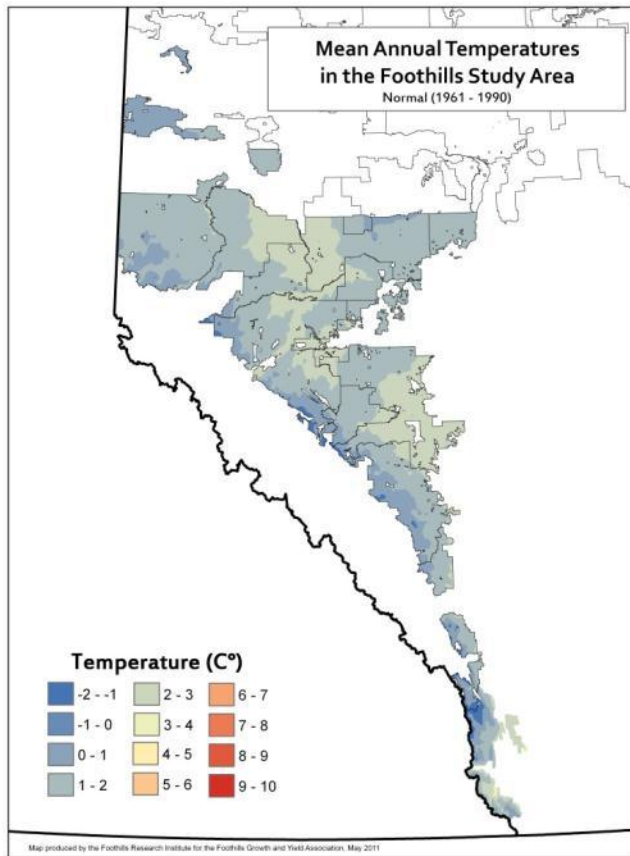 Mean Annual Temperatures
in the Foothills Study Area
Normal (1961 - 1990)
Temperature (C°)
-2 - -1
-1 - 0
0 - 1
1 - 2
2 - 3
3 - 4
4 - 5
5 - 6
6 - 7
7 - 8
8 - 9
9 - 10
Map produced by the Foothills Research Institute for the Foothills Growth and Yield Association, May 2011